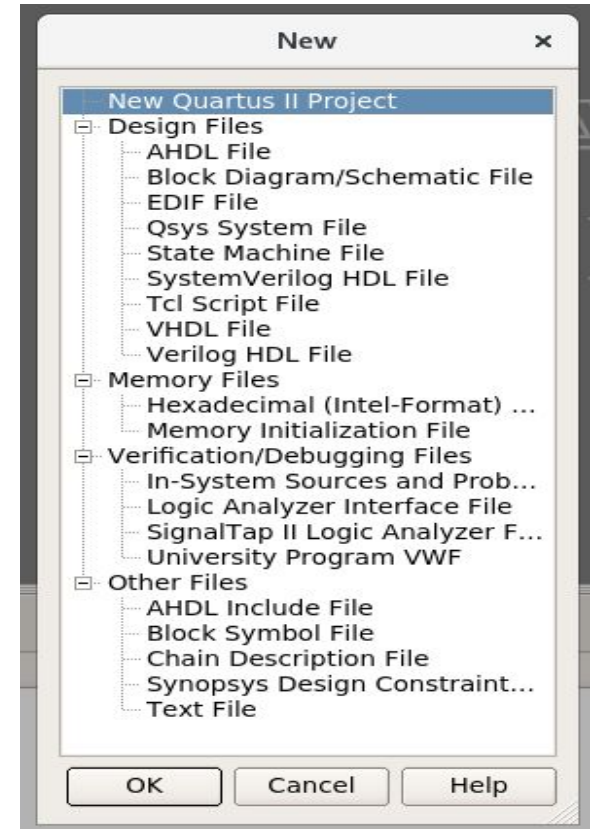 New ×
New Quartus II Project
Design Files
AHDL File
Block Diagram/Schematic File
EDIF File
Qsys System File
State Machine File
SystemVerilog HDL File
Tcl Script File
VHDL File
Verilog HDL File
Memory Files
Hexadecimal (Intel-Format) ...
Memory Initialization File
Verification/Debugging Files
In-System Sources and Prob...
Logic Analyzer Interface File
SignalTap II Logic Analyzer F...
University Program VWF
Other Files
AHDL Include File
Block Symbol File
Chain Description File
Synopsys Design Constraint...
Text File
OK Cancel Help